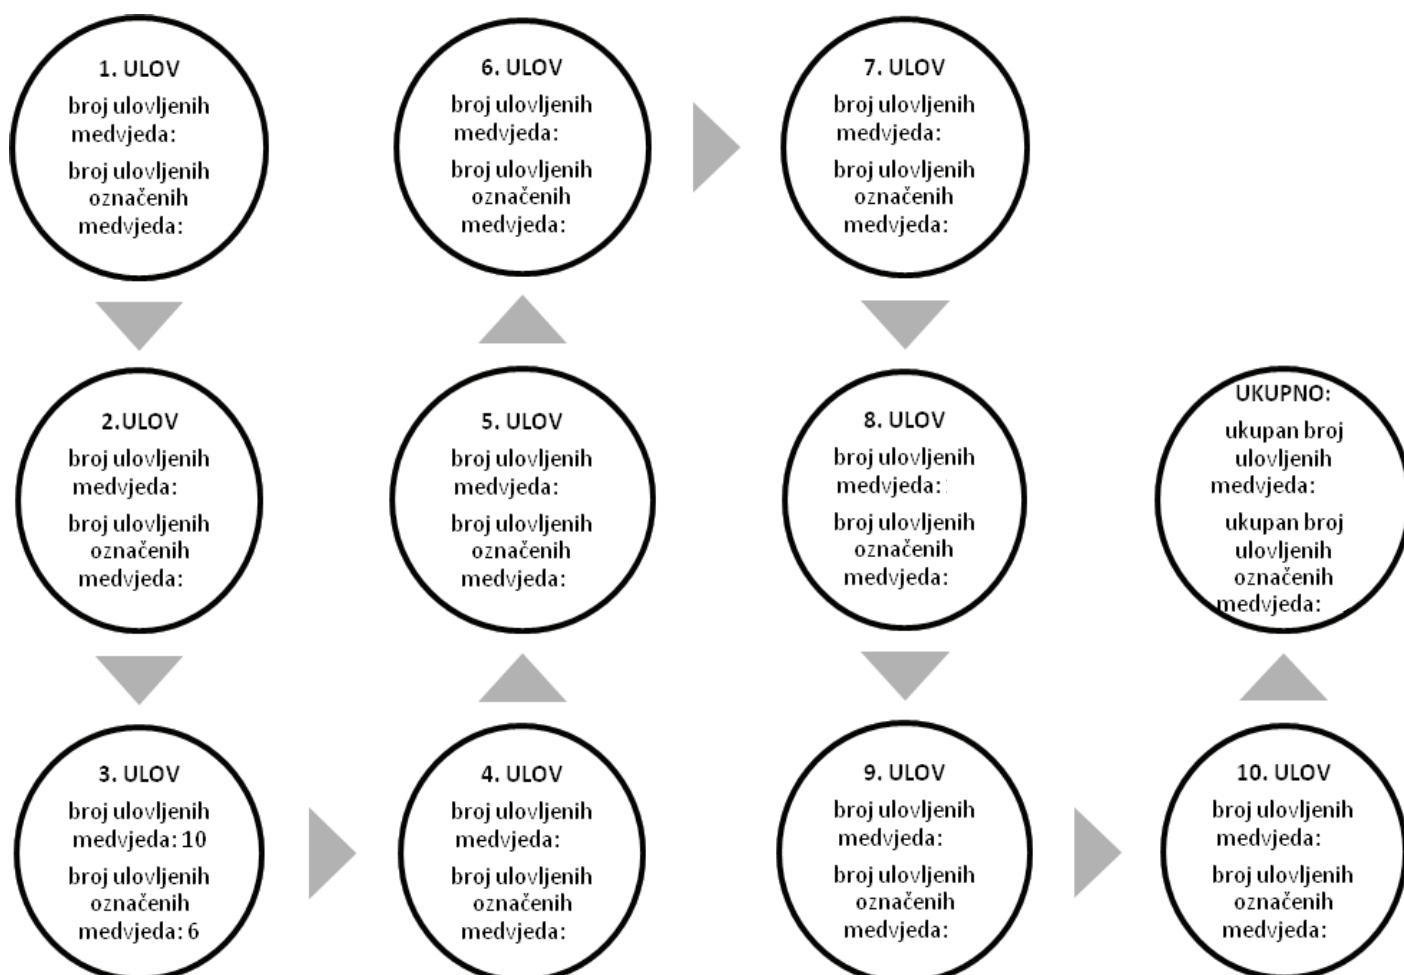 1. ULOV
broj ulovljenih
medvjeda:
broj ulovljenih
označenih
medvjeda:
2.ULOV
broj ulovljenih
medvjeda:
broj ulovljenih
označenih
medvjeda:
3. ULOV
broj ulovljenih
medvjeda: 10
broj ulovljenih
označenih
medvjeda: 6
4. ULOV
broj ulovljenih
medvjeda:
broj ulovljenih
označenih
medvjeda:
5. ULOV
broj ulovljenih
medvjeda:
broj ulovljenih
označenih
medvjeda:
6. ULOV
broj ulovljenih
medvjeda:
broj ulovljenih
označenih
medvjeda:
7. ULOV
broj ulovljenih
medvjeda:
broj ulovljenih
označenih
medvjeda:
8. ULOV
broj ulovljenih
medvjeda:
broj ulovljenih
označenih
medvjeda:
9. ULOV
broj ulovljenih
medvjeda:
broj ulovljenih
označenih
medvjeda:
10. ULOV
broj ulovljenih
medvjeda:
broj ulovljenih
označenih
medvjeda:
UKUPNO:
ukupan broj
ulovljenih
medvjeda:
ukupan broj
ulovljenih
označenih
medvjeda: